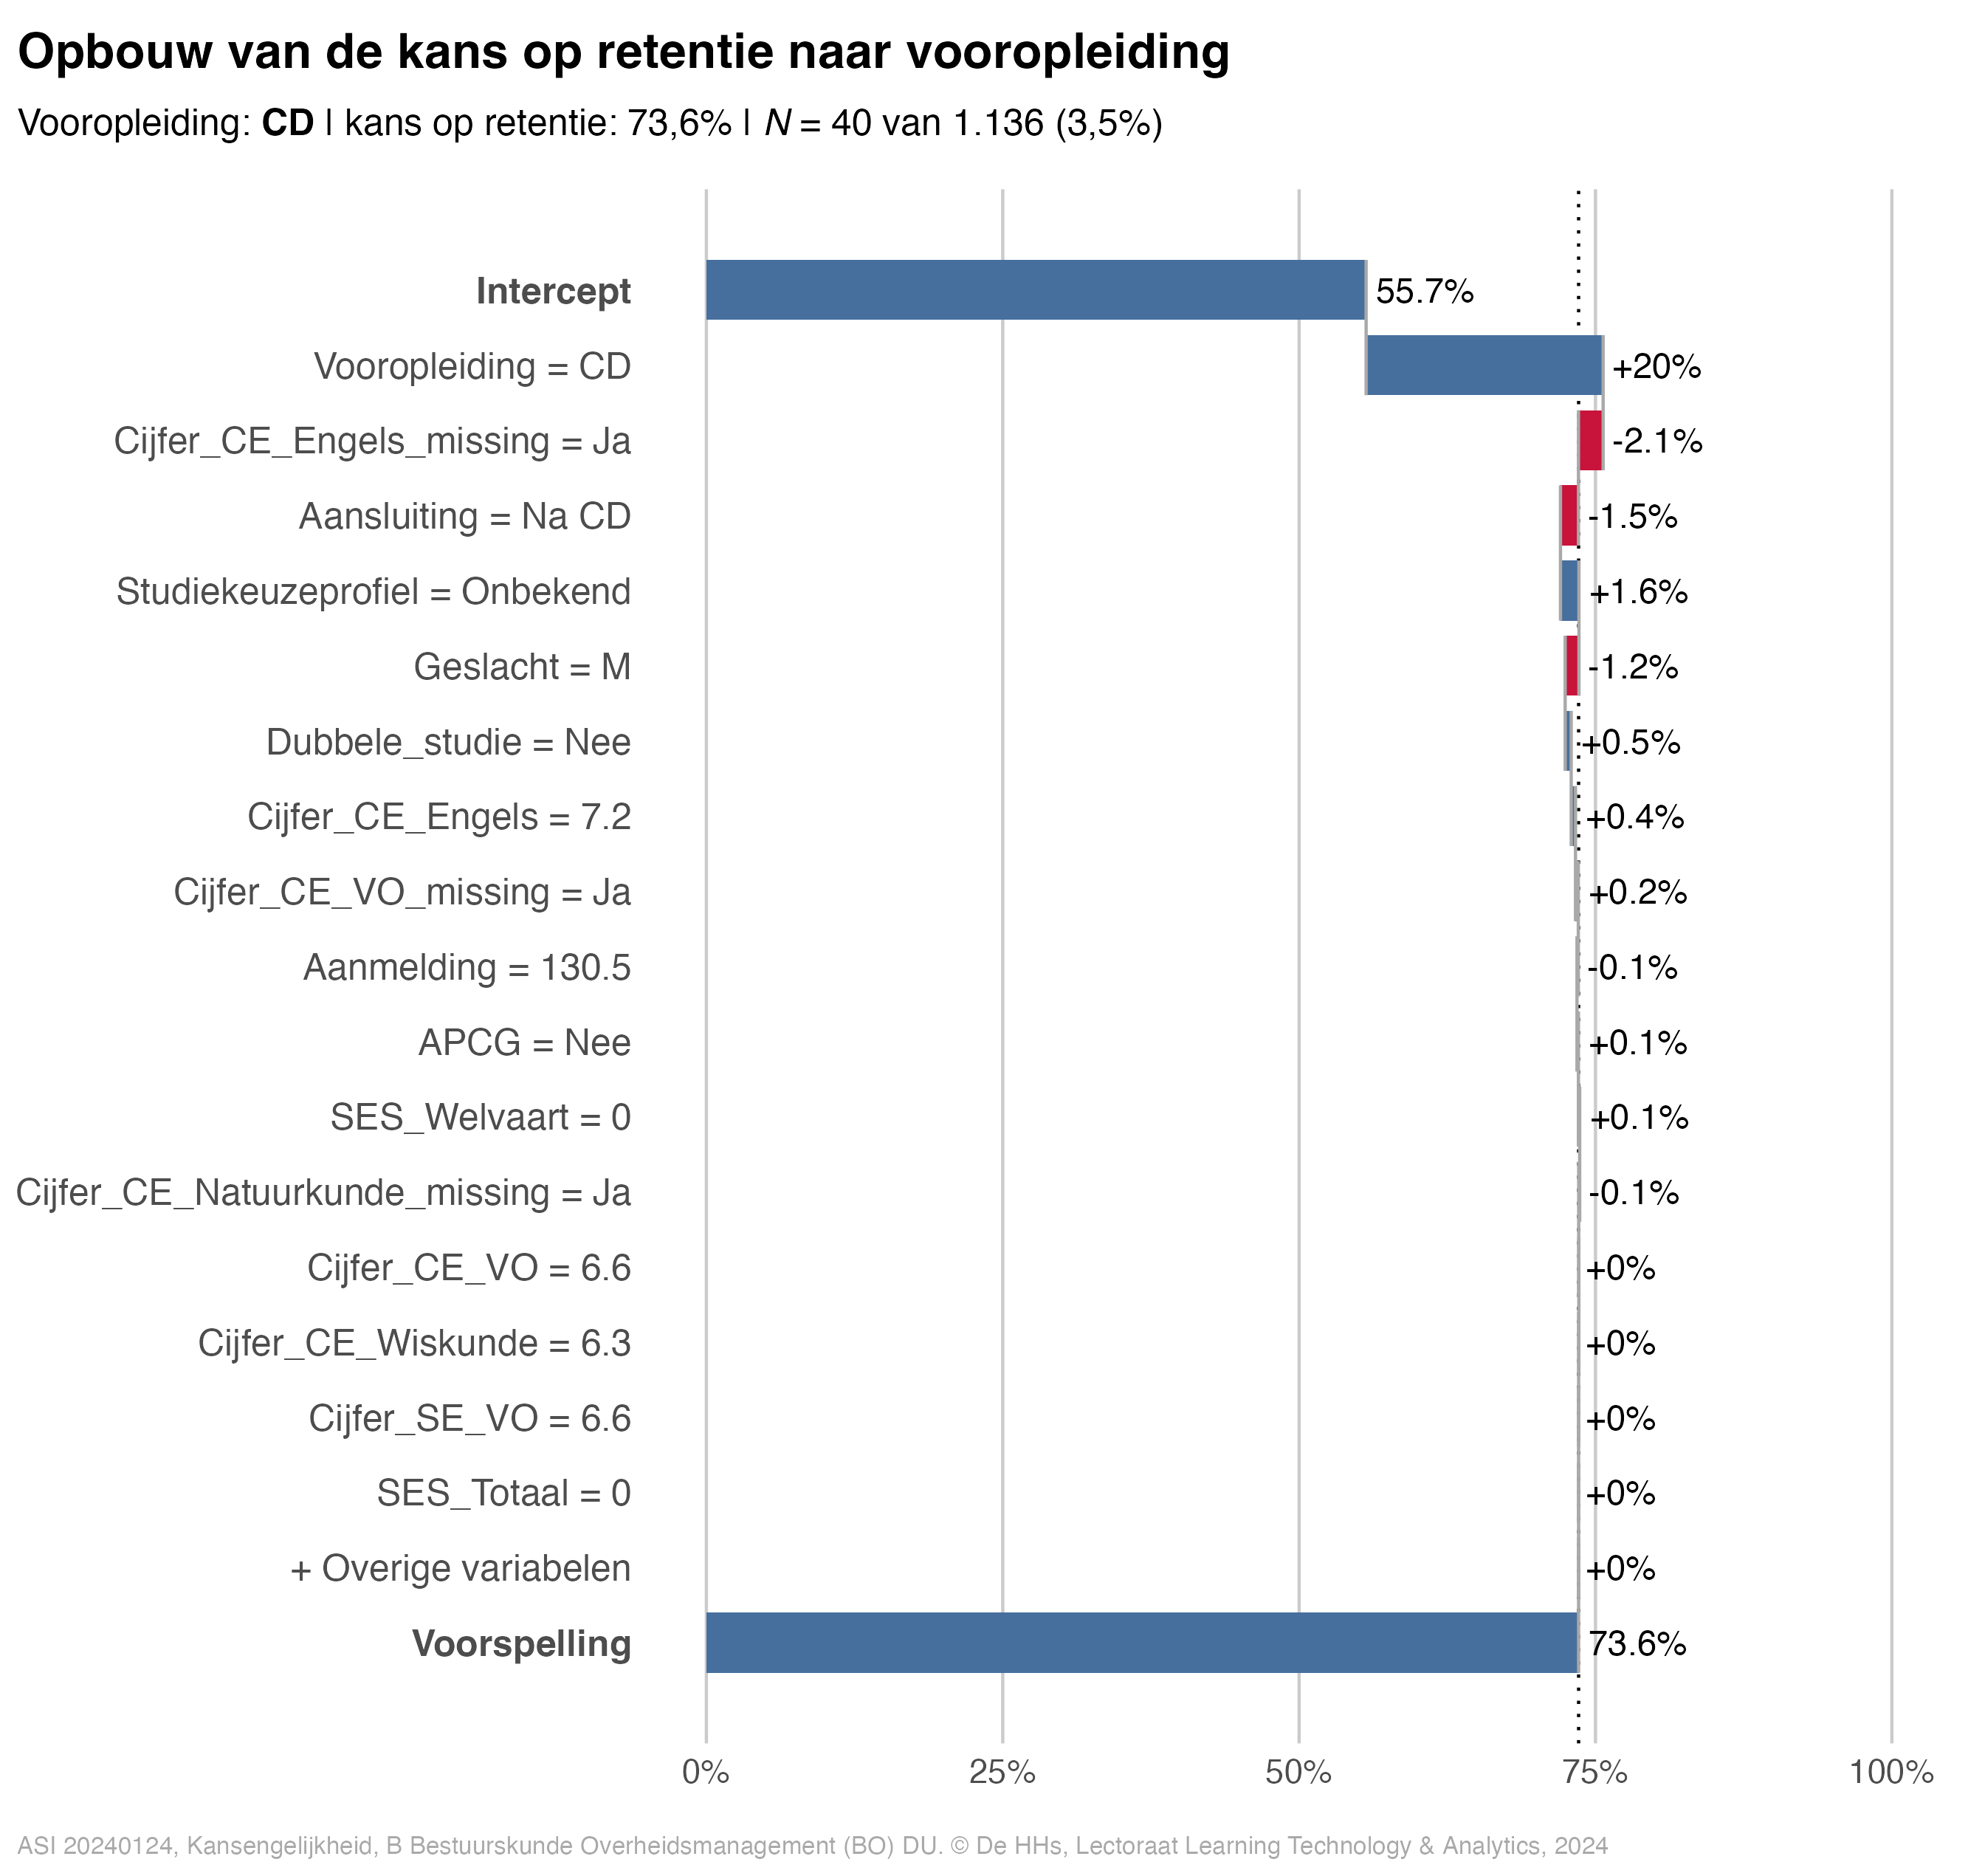 Opbouw van de kans op retentie naar vooropleiding
Vooropleiding: CD | kans op retentie: 73,6% | N = 40 van 1.136 (3,5%)
Intercept 55.7%
Vooropleiding = CD +20%
Cijfer_CE_Engels_missing = Ja -2.1%
Aansluiting = Na CD -1.5%
Studiekeuzeprofiel = Onbekend +1.6%
Geslacht = M -1.2%
Dubbele_studie = Nee +0.5%
Cijfer_CE_Engels = 7.2 +0.4%
Cijfer_CE_VO_missing = Ja +0.2%
Aanmelding = 130.5 -0.1%
APCG = Nee +0.1%
SES_Welvaart = 0 +0.1%
Cijfer_CE_Natuurkunde_missing = Ja -0.1%
Cijfer_CE_VO = 6.6 +0%
Cijfer_CE_Wiskunde = 6.3 +0%
Cijfer_SE_VO = 6.6 +0%
SES_Totaal = 0 +0%
+ Overige variabelen +0%
Voorspelling 73.6%
0% 25% 50% 75% 100%
ASI 20240124, Kansengelijkheid, B Bestuurskunde Overheidsmanagement (BO) DU. © De HHs, Lectoraat Learning Technology & Analytics, 2024